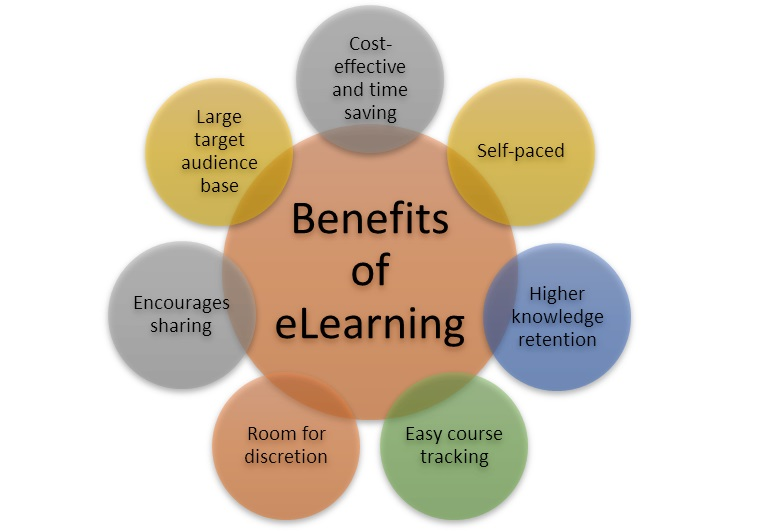 Cost-
effective
and time
saving
Large
target
audience
base
Self-paced
Benefits
of
eLearning
Encourages
sharing
Higher
knowledge
retention
Room for
discretion
Easy course
tracking